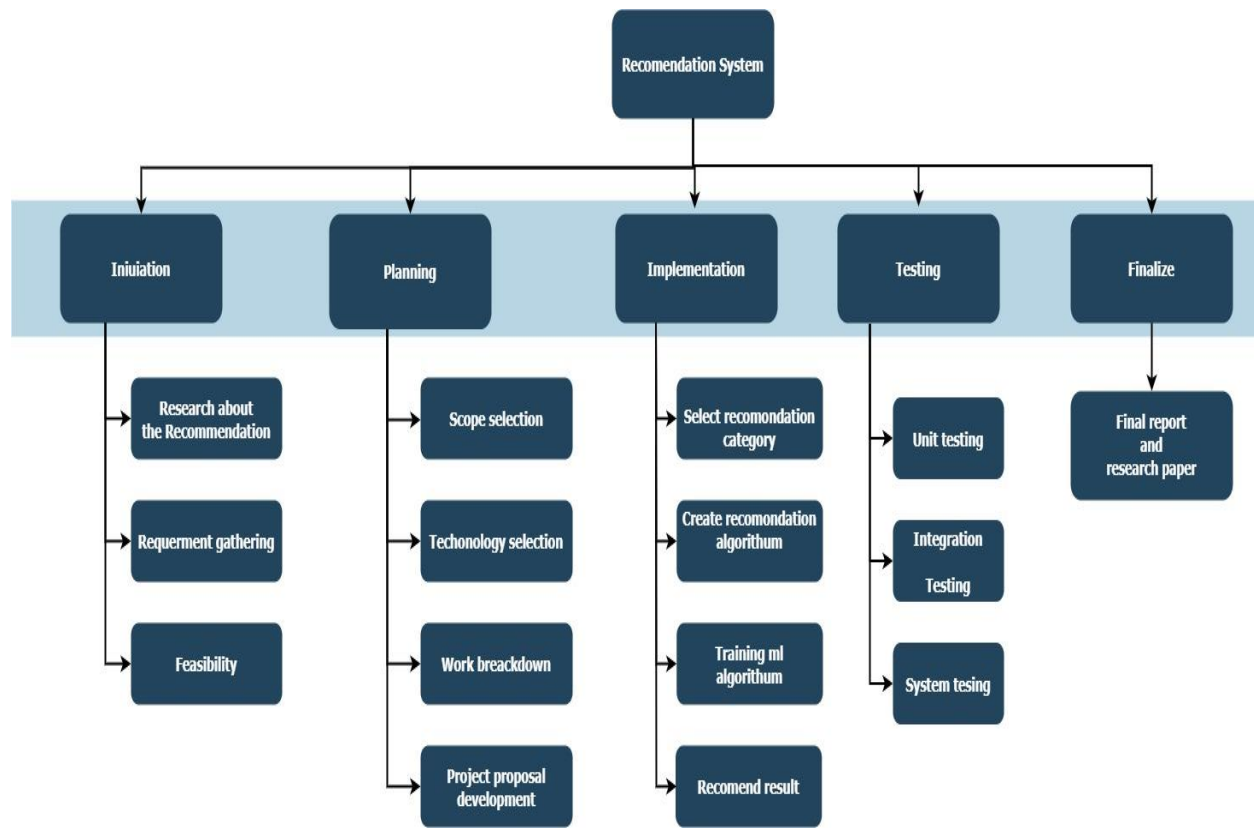 Recomendation System
Iniuiation
Planning
Implementation
Testing
Finalize
Research about
the Recommendation
Requerment gathering
Feasibility
Scope selection
Techonology selection
Work breackdown
Project proposal
development
Select recomondation
category
Create recomondation
algorithum
Training ml
algorithum
Recomend result
Unit testing
Integration
Testing
System tesing
Final report
and
research paper